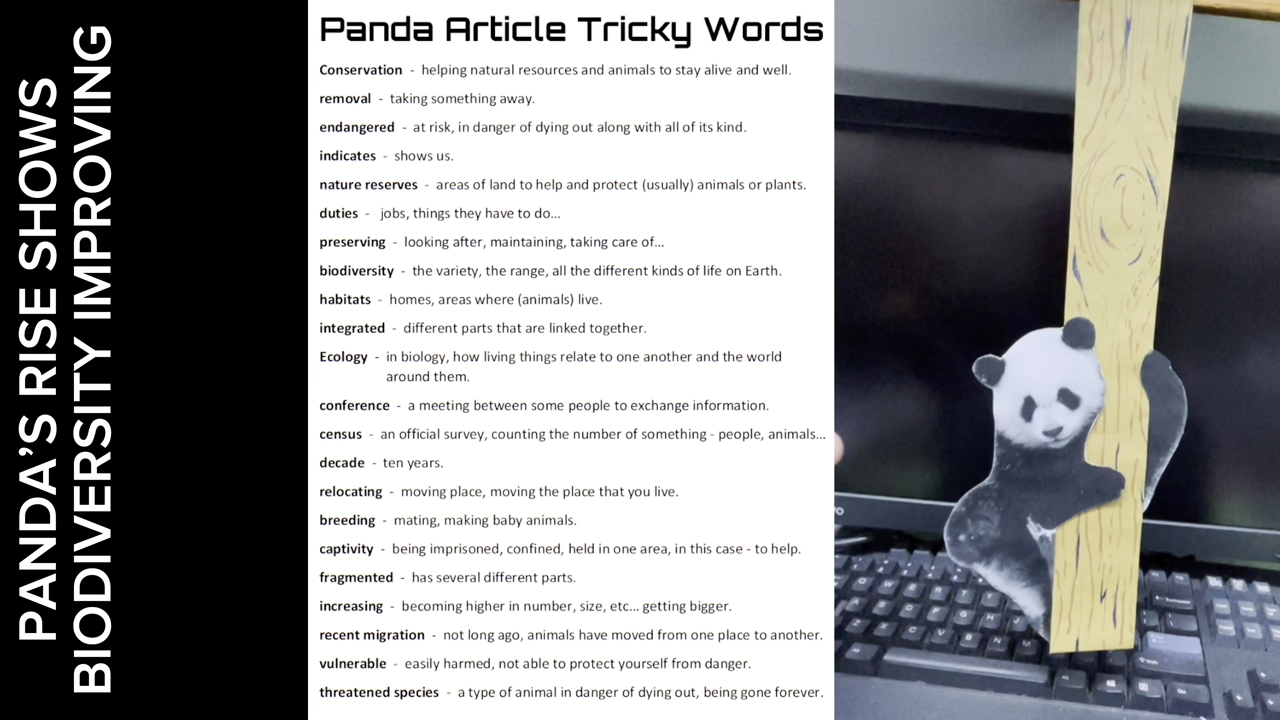 PANDA'S RISE SHOWS
BIODIVERSITY IMPROVING
Panda Article Tricky Words
Conservation - helping natural resources and animals to stay alive and well.
removal - taking something away.
endangered - at risk, in danger of dying out along with all of its kind.
indicates - shows us.
nature reserves - areas of land to help and protect (usually) animals or plants.
duties - jobs, things they have to do...
preserving - looking after, maintaining, taking care of...
biodiversity - the variety, the range, all the different kinds of life on Earth.
habitats - homes, areas where (animals) live.
integrated - different parts that are linked together.
Ecology - in biology, how living things relate to one another and the world
around them.
conference - a meeting between some people to exchange information.
census - an official survey, counting the number of something - people, animals...
decade - ten years.
relocating - moving place, moving the place that you live.
breeding - mating, making baby animals.
captivity - being imprisoned, confined, held in one area, in this case - to help.
fragmented - has several different parts.
increasing - becoming higher in number, size, etc... getting bigger.
recent migration - not long ago, animals have moved from one place to another.
vulnerable - easily harmed, not able to protect yourself from danger.
threatened species - a type of animal in danger of dying out, being gone forever.